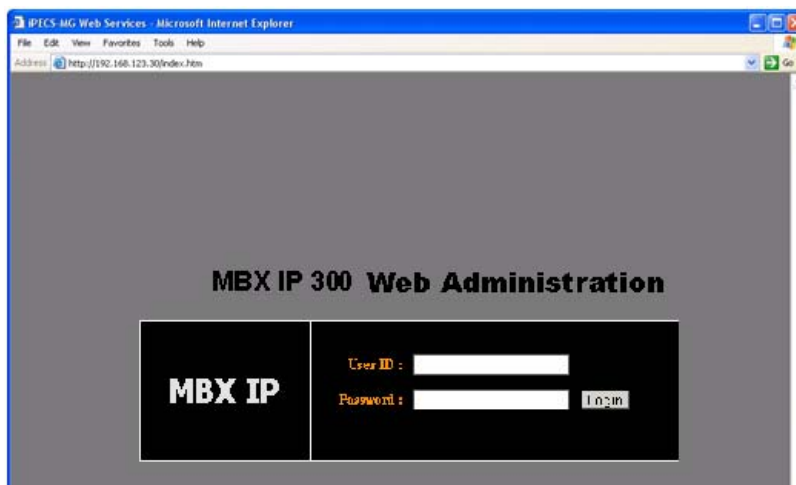 iPECS-MG Web Services - Microsoft Internet Explorer
File Edit View Favorites Tools Help
Address http://192.168.123.30/index.htm Go
MBX IP 300 Web Administration
MBX IP
User ID :
Password :
Login